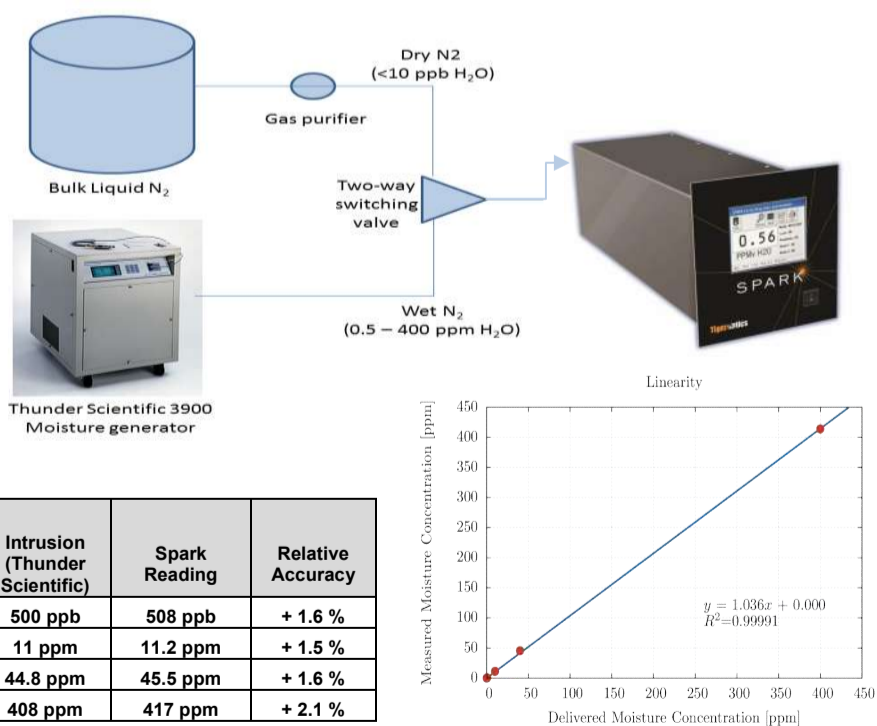 Dry N2
(<10 ppb H₂O)
Gas purifier
Bulk Liquid N₂
Two-way
switching
valve
0.56
PPMv H2O
SPARK
Wet N₂
(0.5 – 400 ppm H₂O)
Thunder Scientific 3900
Moisture generator
Linearity
Measured Moisture Concentration [ppm]
450
400
350
300
250
200
150
100
50
0
y = 1.036x + 0.000
R²=0.99991
0 50 100 150 200 250 300 350 400 450
Delivered Moisture Concentration [ppm]
Intrusion
(Thunder
Scientific)
Spark
Reading
Relative
Accuracy
500 ppb 508 ppb + 1.6 %
11 ppm 11.2 ppm + 1.5 %
44.8 ppm 45.5 ppm + 1.6 %
408 ppm 417 ppm + 2.1 %